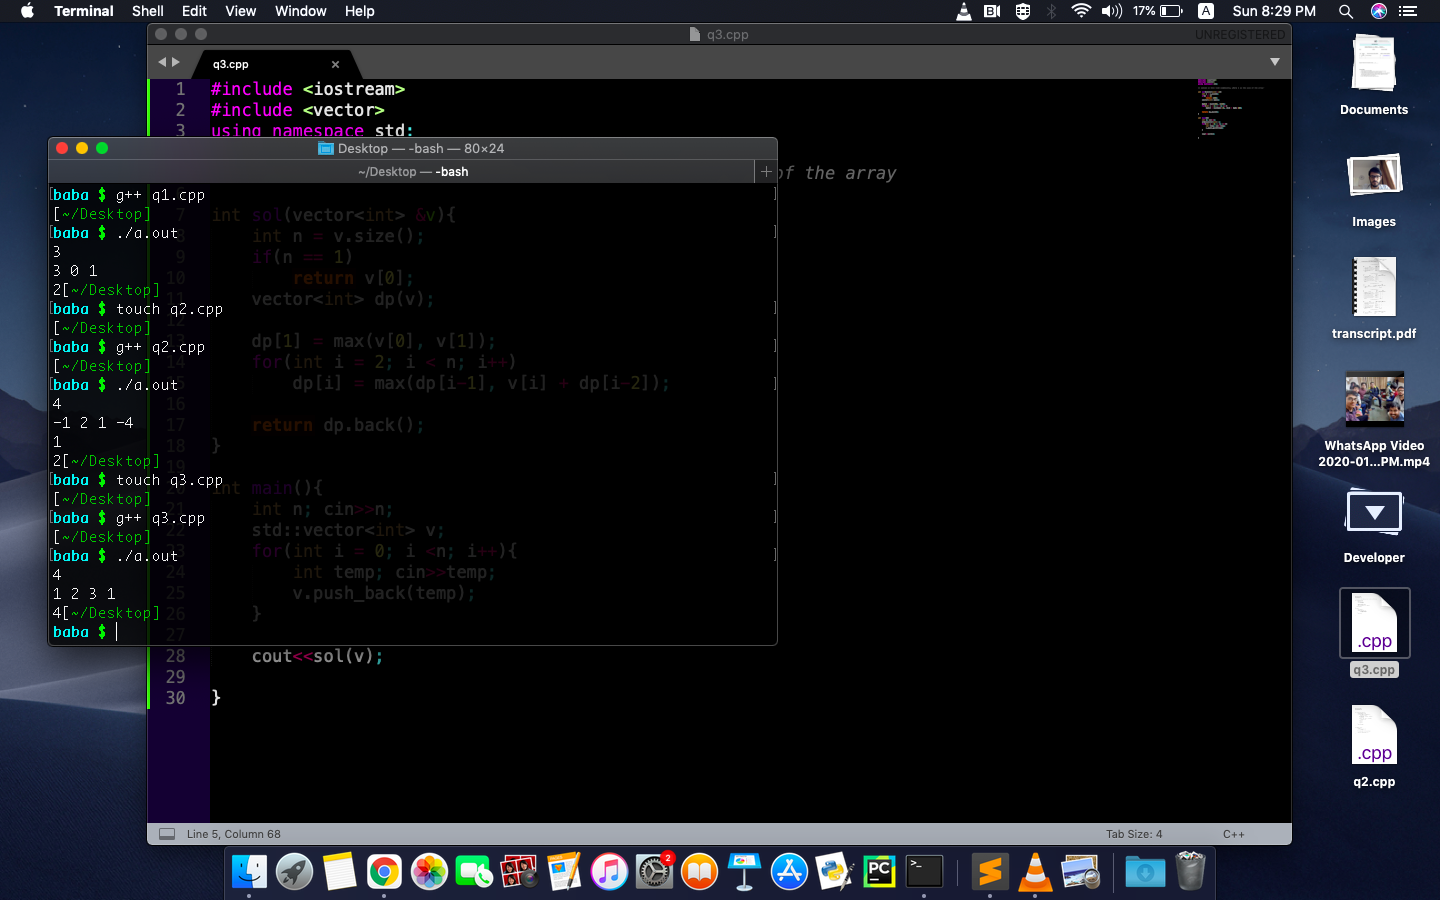 Terminal Shell Edit View Window Help 17% A Sun 8:29 PM
q3.cpp UNREGISTERED
q3.cpp
1 #include <iostream>
2 #include <vector>
3 using namespace std;
Desktop — -bash — 80×24
~/Desktop — -bash
of the array
baba $ g++ q1.cpp
[~/Desktop]
baba $ ./a.out
3
3 0 1
2[~/Desktop]
baba $ touch q2.cpp
[~/Desktop]
baba $ g++ q2.cpp
[~/Desktop]
baba $ ./a.out
4
-1 2 1 -4
1
2[~/Desktop]
baba $ touch q3.cpp
[~/Desktop]
baba $ g++ q3.cpp
[~/Desktop]
baba $ ./a.out
4
1 2 3 1
4[~/Desktop]
baba $
7 int sol(vector<int> &v){
8 int n = v.size();
9 if(n == 1)
10 return v[0];
11 vector<int> dp(v);
12
13 dp[1] = max(v[0], v[1]);
14 for(int i = 2; i < n; i++)
15 dp[i] = max(dp[i-1], v[i] + dp[i-2]);
16
17 return dp.back();
18 }
19
20 int main(){
21 int n; cin>>n;
22 std::vector<int> v;
23 for(int i = 0; i <n; i++){
24 int temp; cin>>temp;
25 v.push_back(temp);
26 }
27
28 cout<<sol(v);
29
30 }
Line 5, Column 68 Tab Size: 4 C++
Documents
Images
transcript.pdf
WhatsApp Video
2020-01...PM.mp4
Developer
.cpp
q3.cpp
.cpp
q2.cpp
2
PC